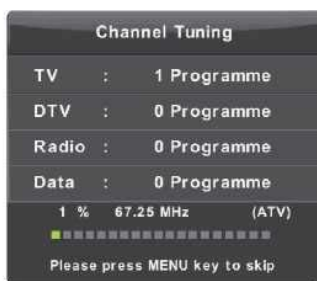 Channel Tuning
TV : 1 Programme
DTV : 0 Programme
Radio : 0 Programme
Data : 0 Programme
1 % 67.25 MHz (ATV)
Please press MENU key to skip